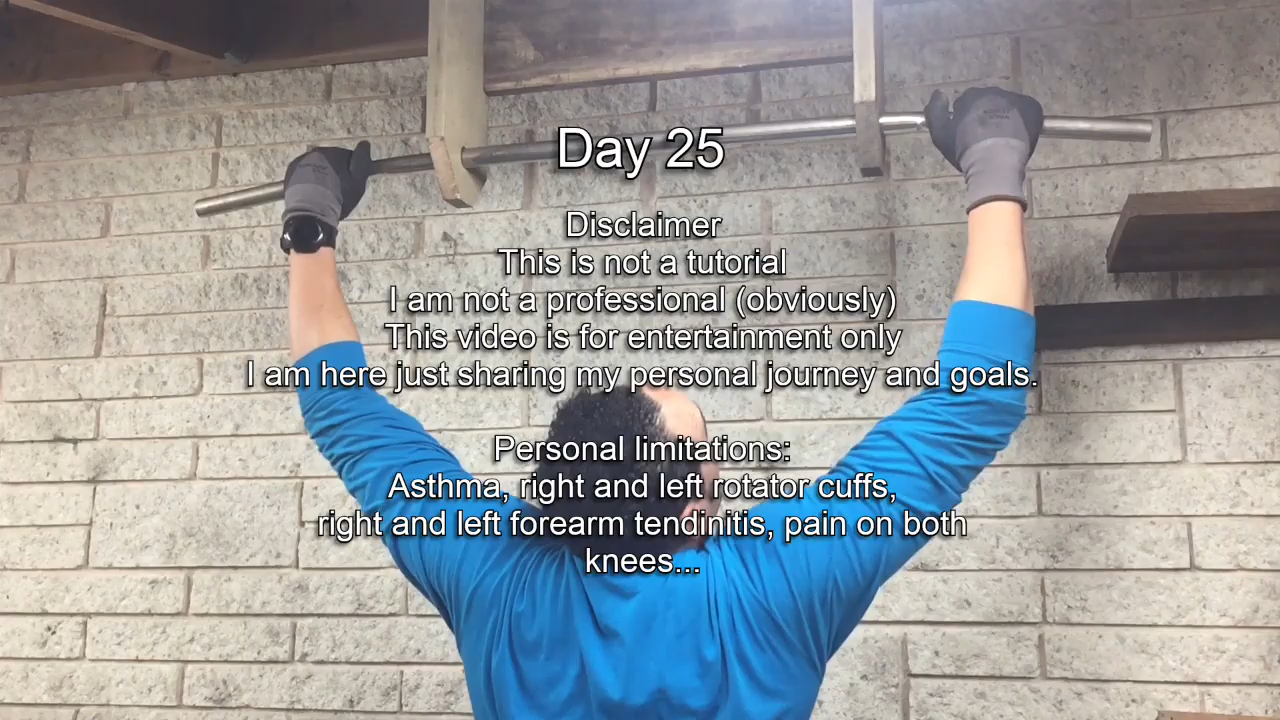 Day 25
Disclaimer
This is not a tutorial
I am not a professional (obviously)
This video is for entertainment only
I am here just sharing my personal journey and goals.
Personal limitations:
Asthma, right and left rotator cuffs,
right and left forearm tendinitis, pain on both
knees...